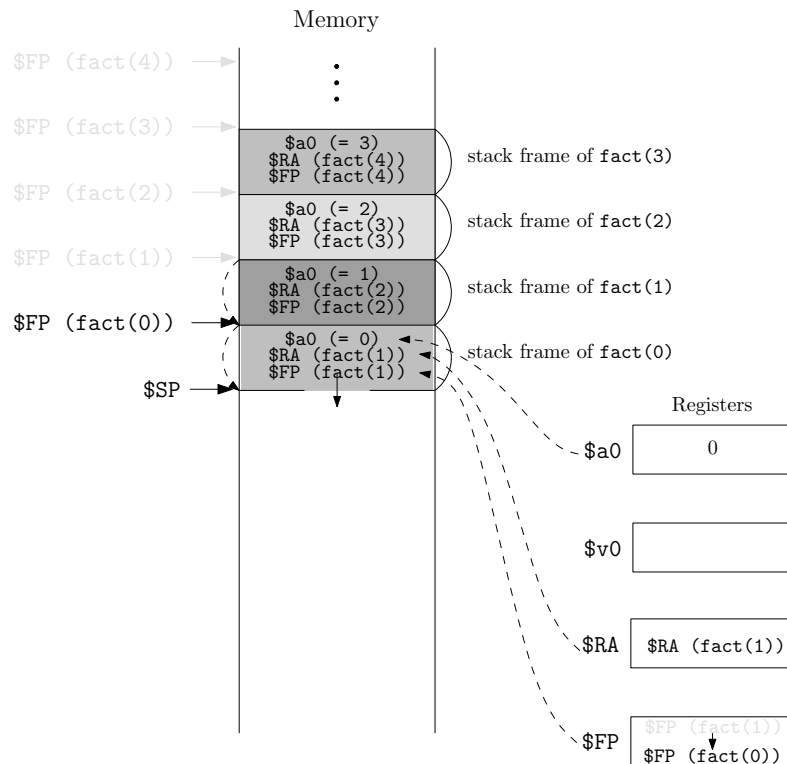 Memory
$FP (fact(4))
$FP (fact(3))
$a0 (= 3)
$RA (fact(4))
$FP (fact(4))
stack frame of fact(3)
$FP (fact(2))
$a0 (= 2)
$RA (fact(3))
$FP (fact(3))
stack frame of fact(2)
$FP (fact(1))
$a0 (= 1)
$RA (fact(2))
$FP (fact(2))
stack frame of fact(1)
$FP (fact(0))
$a0 (= 0)
$RA (fact(1))
$FP (fact(1))
stack frame of fact(0)
$SP
Registers
$a0
0
$v0
$RA
$RA (fact(1))
$FP
$FP (fact(1))
$FP (fact(0))